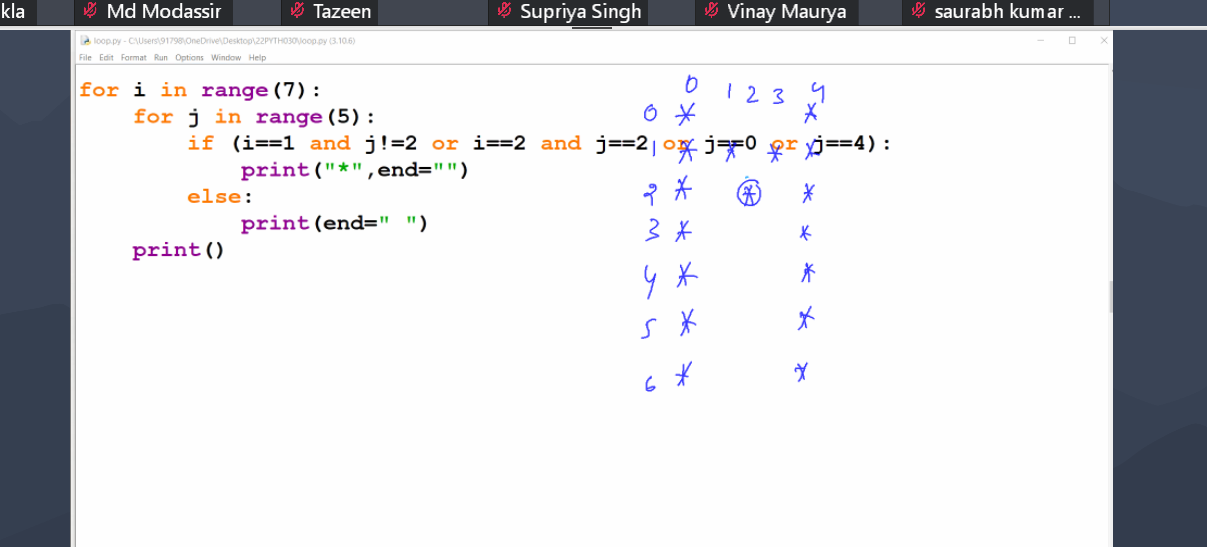 kla Md Modassir Tazeen Supriya Singh Vinay Maurya saurabh kumar ...
loop.py - C:\Users\91798\OneDrive\Desktop\22PYTH030\loop.py (3.10.6)
File Edit Format Run Options Window Help
for i in range(7):
for j in range(5):
if (i==1 and j!=2 or i==2 and j==2 or j==0 or j==4):
print("*",end="")
else:
print(end=" ")
print()
0 1 2 3 4
0 * *
1 * * * *
2 * * *
3 * *
4 * *
5 * *
6 * *